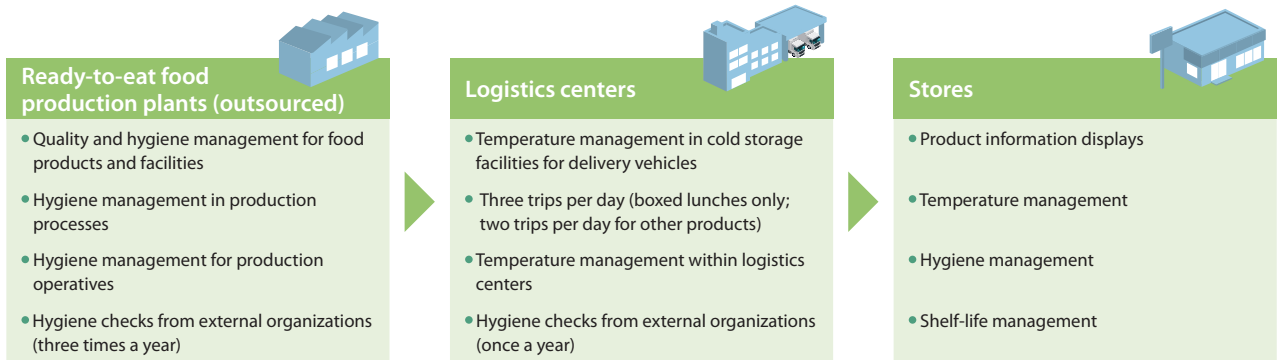 Ready-to-eat food
production plants (outsourced)
• Quality and hygiene management for food
products and facilities
• Hygiene management in production
processes
• Hygiene management for production
operatives
• Hygiene checks from external organizations
(three times a year)
Logistics centers
• Temperature management in cold storage
facilities for delivery vehicles
• Three trips per day (boxed lunches only;
two trips per day for other products)
• Temperature management within logistics
centers
• Hygiene checks from external organizations
(once a year)
Stores
• Product information displays
• Temperature management
• Hygiene management
• Shelf-life management